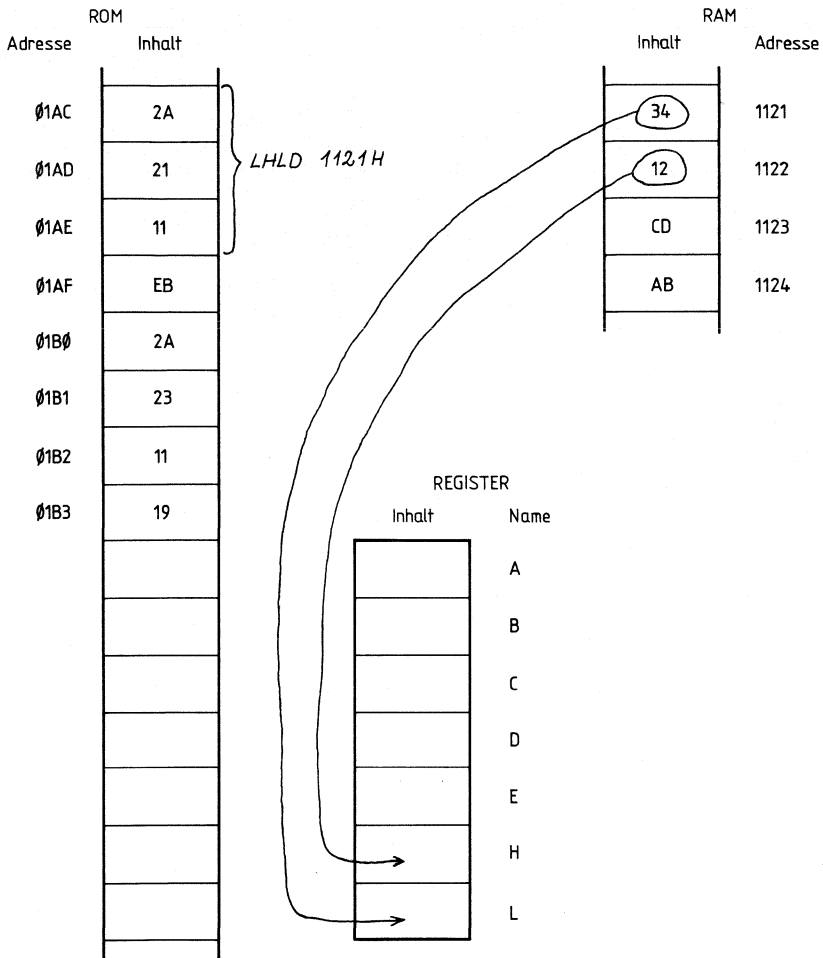 ROM RAM
Adresse Inhalt Inhalt Adresse
Ø1AC 2A 34 1121
Ø1AD 21 LHLD 1121H 12 1122
Ø1AE 11 CD 1123
Ø1AF EB AB 1124
Ø1BØ 2A
Ø1B1 23
Ø1B2 11
REGISTER
Ø1B3 19 Inhalt Name
A
B
C
D
E
H
L